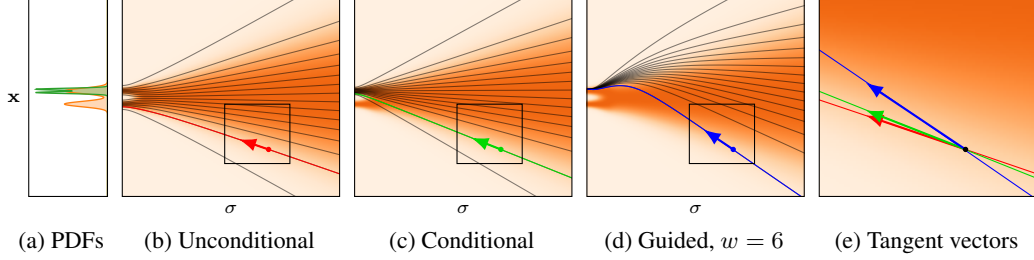 x
σ
σ
σ
(a) PDFs
(b) Unconditional
(c) Conditional
(d) Guided, w = 6
(e) Tangent vectors